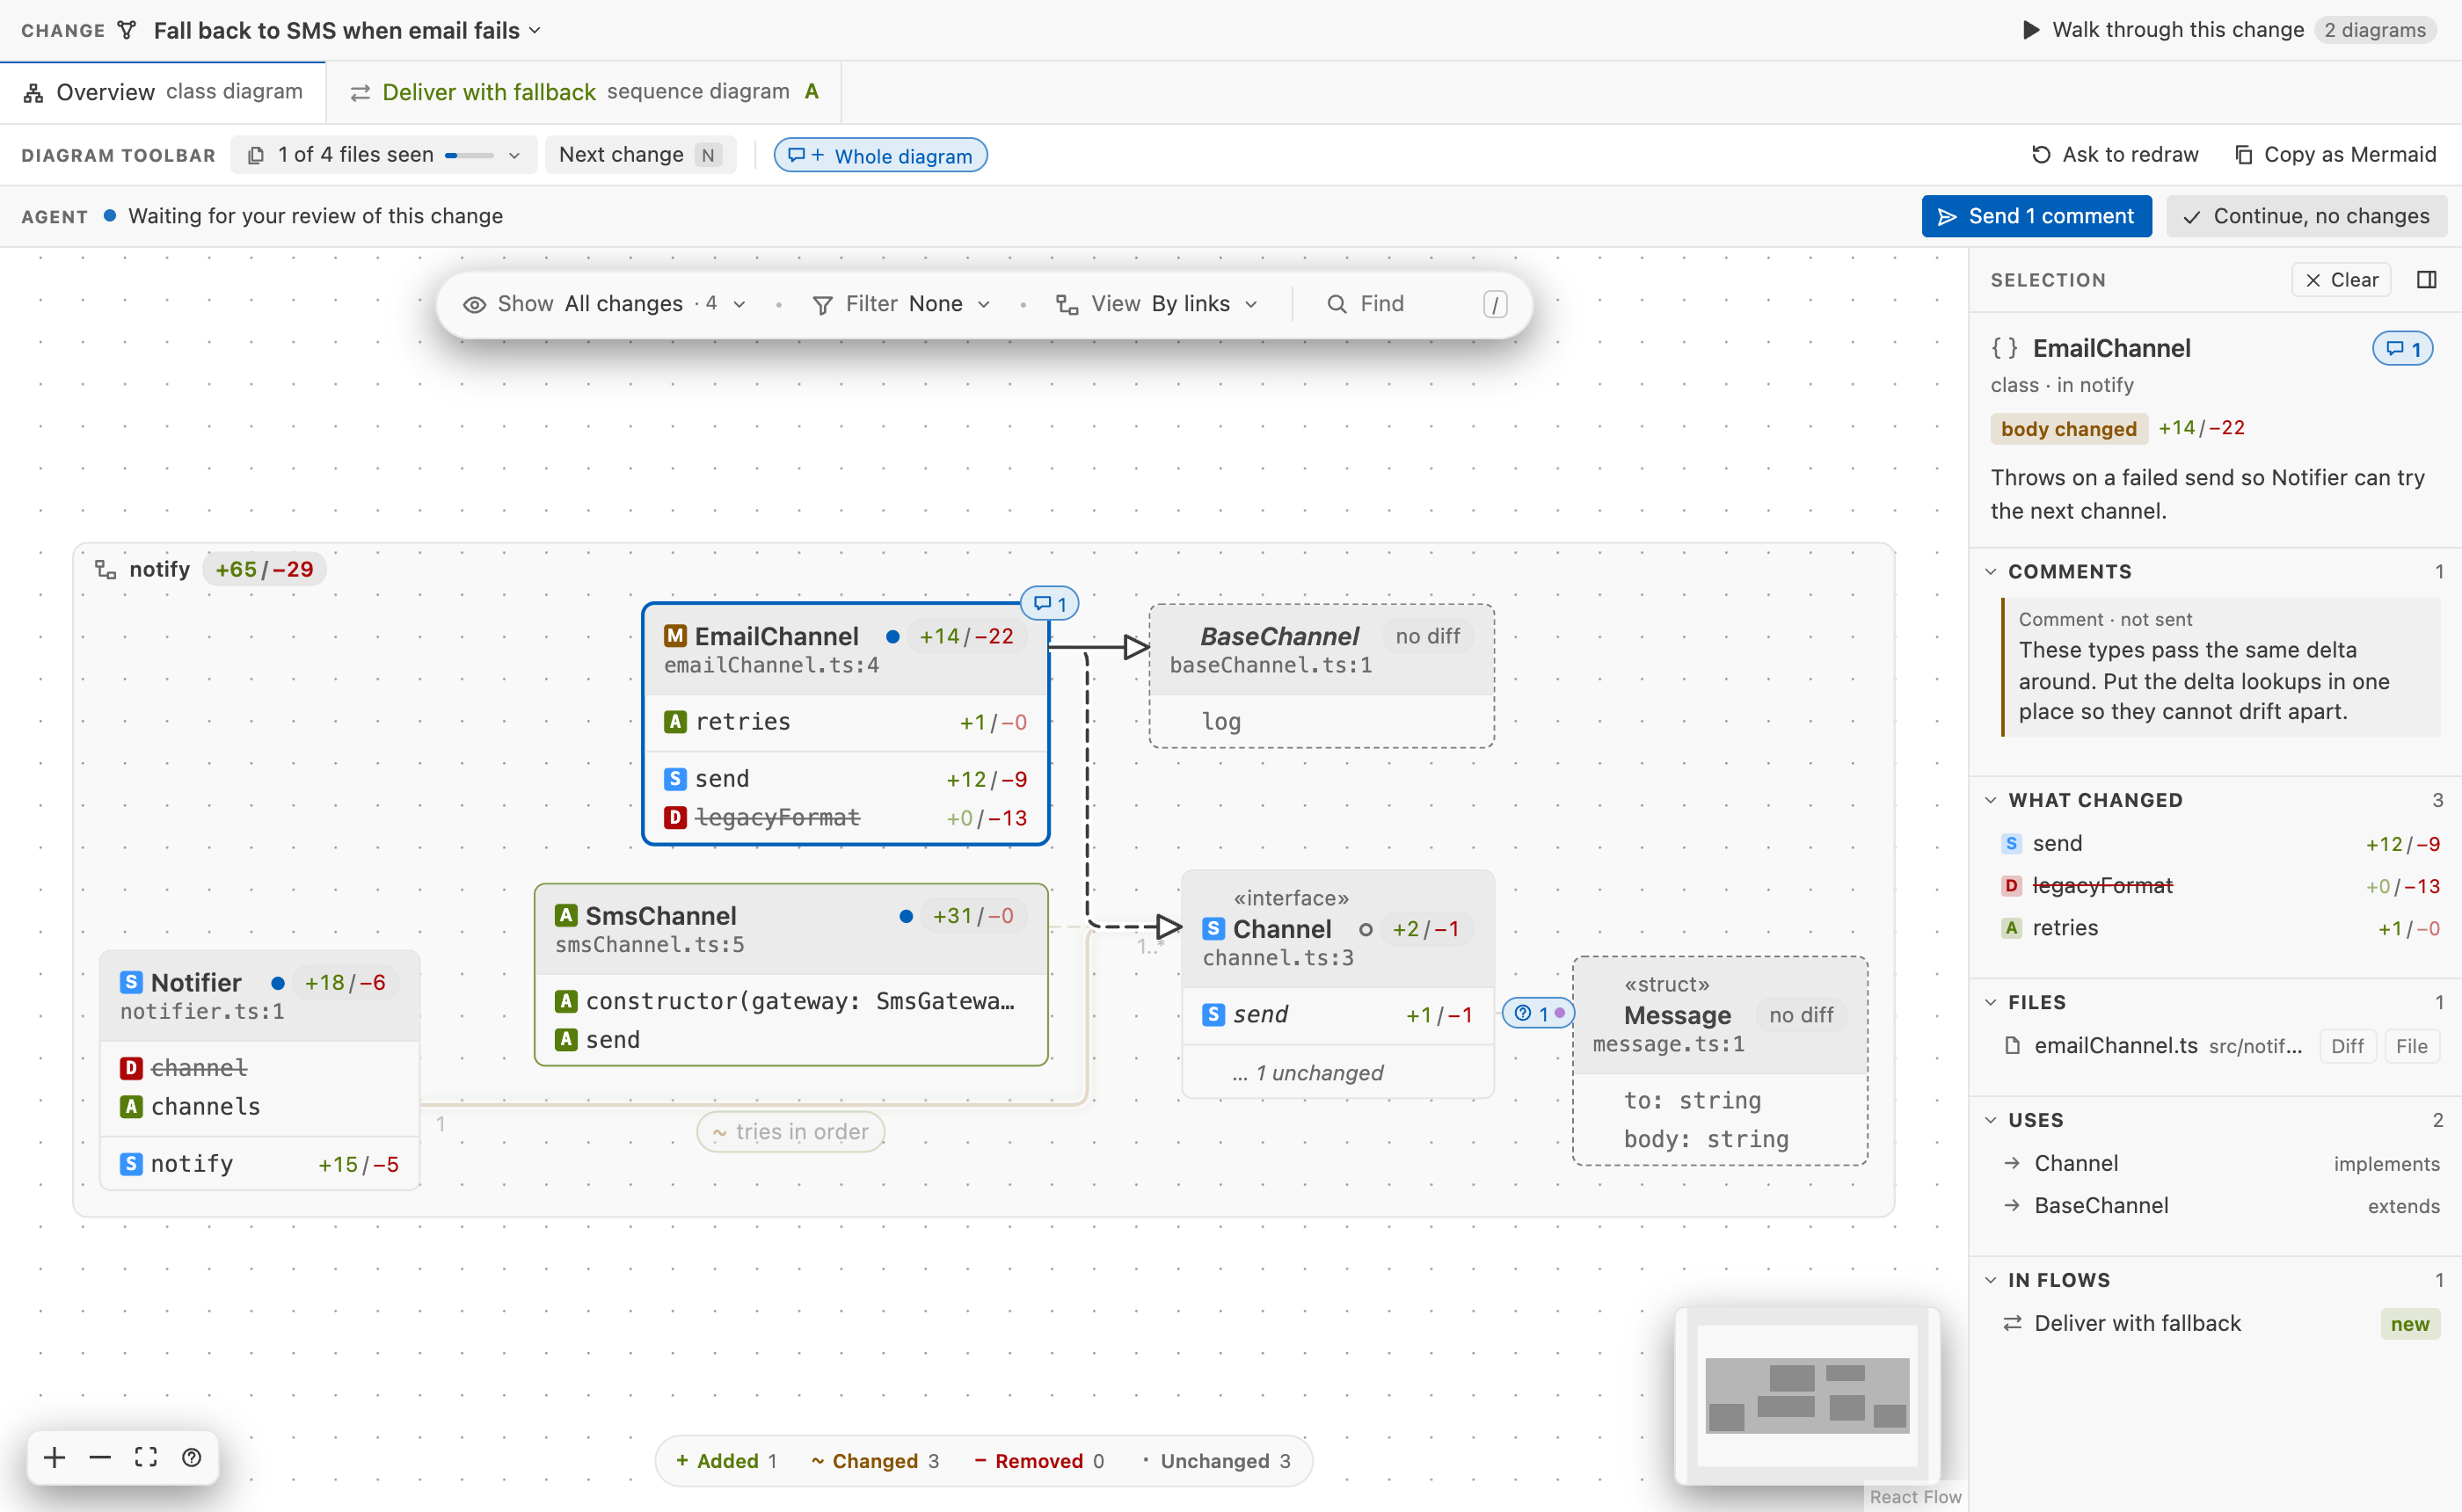 CHANGE Fall back to SMS when email fails
Walk through this change 2 diagrams
Overview class diagram
Deliver with fallback sequence diagram A
DIAGRAM TOOLBAR 1 of 4 files seen Next change N Whole diagram
Ask to redraw Copy as Mermaid
AGENT Waiting for your review of this change
Send 1 comment Continue, no changes
Show All changes · 4 Filter None View By links Find /
notify +65/−29
1
M EmailChannel +14/−22
emailChannel.ts:4
A retries +1/−0
S send +12/−9
D legacyFormat +0/−13
BaseChannel no diff
baseChannel.ts:1
log
A SmsChannel +31/−0
smsChannel.ts:5
A constructor(gateway: SmsGatewa…
A send
«interface»
S Channel +2/−1
channel.ts:3
S send +1/−1
... 1 unchanged
1..*
1
«struct»
Message no diff
message.ts:1
to: string
body: string
S Notifier +18/−6
notifier.ts:1
D channel
A channels
S notify +15/−5
1
~ tries in order
+ Added 1 ~ Changed 3 − Removed 0 · Unchanged 3
React Flow
SELECTION Clear
{ } EmailChannel 1
class · in notify
body changed +14/−22
Throws on a failed send so Notifier can try
the next channel.
COMMENTS 1
Comment · not sent
These types pass the same delta
around. Put the delta lookups in one
place so they cannot drift apart.
WHAT CHANGED 3
S send +12/−9
D legacyFormat +0/−13
A retries +1/−0
FILES 1
emailChannel.ts src/notif... Diff File
USES 2
→ Channel implements
→ BaseChannel extends
IN FLOWS 1
Deliver with fallback new